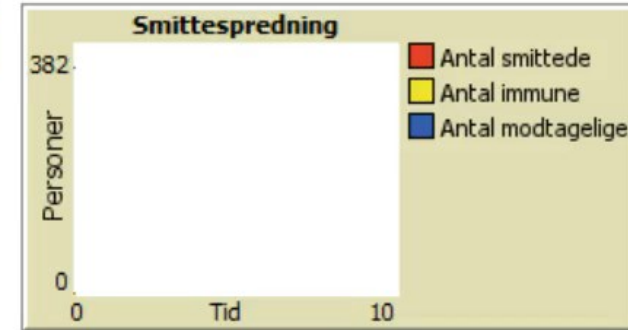 Smittespredning
382
Personer
0
0 Tid 10
Antal smittede
Antal immune
Antal modtagelige